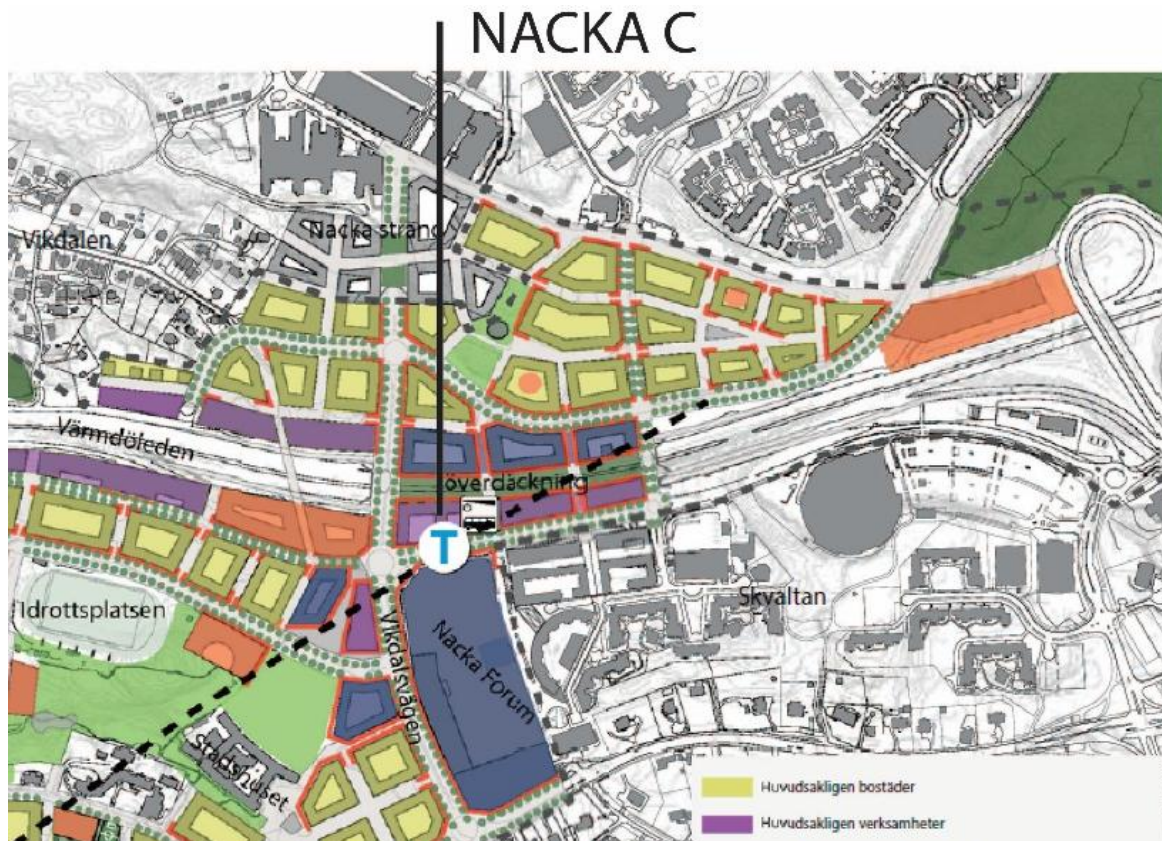 NACKA C
Nacka strand
Vikdalen
Värmdöleden
överdäckning
T
Idrottsplatsen
Skvaltan
Vikdalsvägen
Nacka Forum
Stadshuset
Huvudsakligen bostäder
Huvudsakligen verksamheter